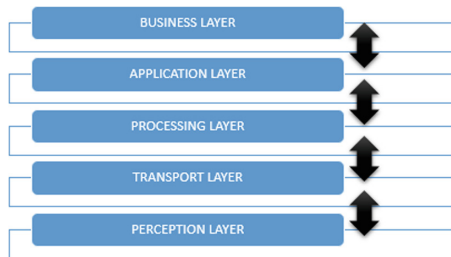 BUSINESS LAYER
APPLICATION LAYER
PROCESSING LAYER
TRANSPORT LAYER
PERCEPTION LAYER